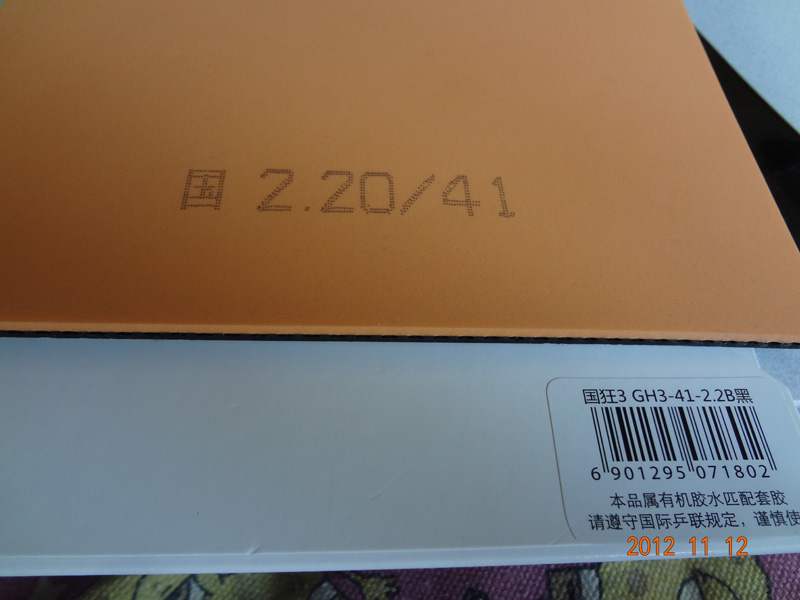 国 2.20/41
国狂3 GH3-41-2.2B黑
6 901295 071802
本品属有机胶水匹配套胶
请遵守国际乒联规定，谨慎使
2012 11 12